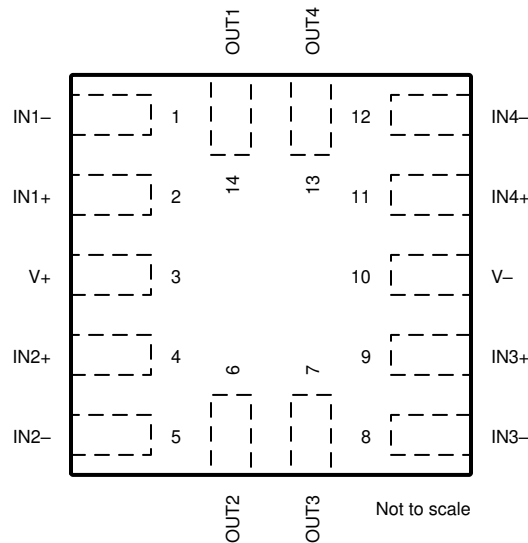 OUT1
OUT4
IN1–
1
12
IN4–
14
13
IN1+
2
11
IN4+
V+
3
10
V–
IN2+
4
6
7
9
IN3+
IN2–
5
8
IN3–
OUT2
OUT3
Not to scale